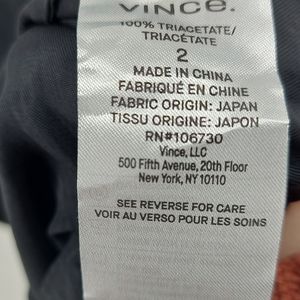 VINCE.
100% TRIACETATE/
TRIACÉTATE
2
MADE IN CHINA
FABRIQUÉ EN CHINE
FABRIC ORIGIN: JAPAN
TISSU ORIGINE: JAPON
RN#106730
Vince, LLC
500 Fifth Avenue, 20th Floor
New York, NY 10110
SEE REVERSE FOR CARE
VOIR AU VERSO POUR LES SOINS